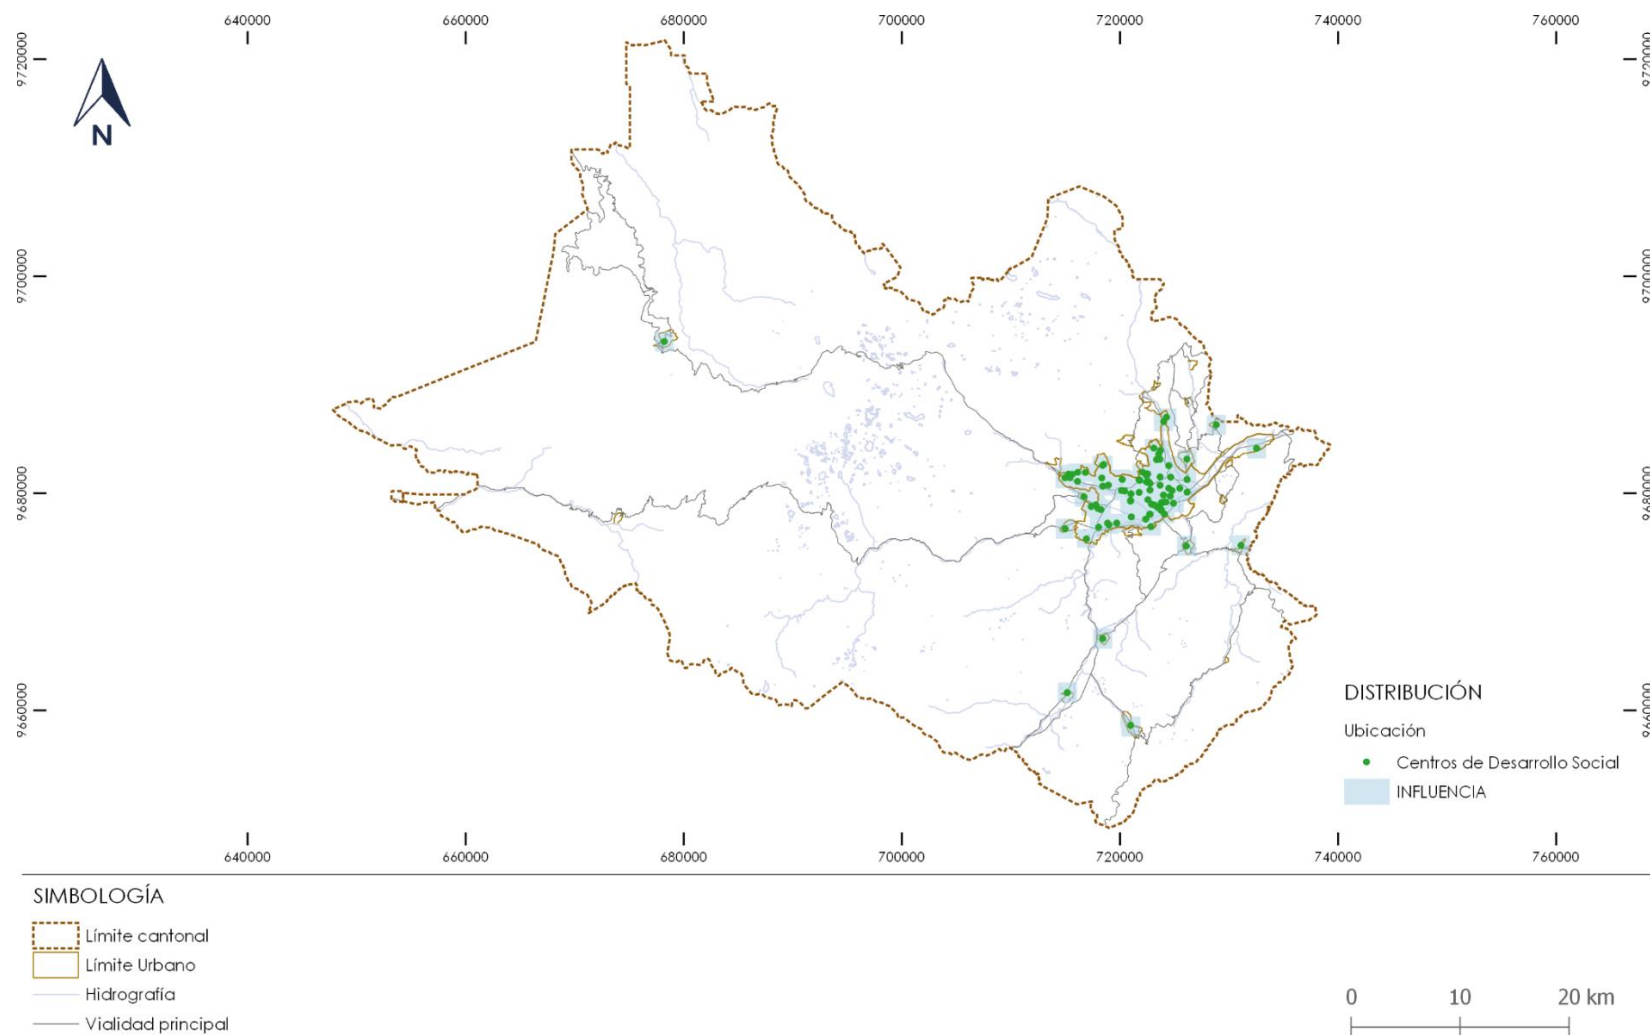 640000 660000 680000 700000 720000 740000 760000
9720000 9720000
N
9700000 9700000
9680000 9680000
9660000 9660000
DISTRIBUCIÓN
Ubicación
Centros de Desarrollo Social
INFLUENCIA
640000 660000 680000 700000 720000 740000 760000
SIMBOLOGÍA
Límite cantonal
Límite Urbano
Hidrografía
Vialidad principal
0 10 20 km